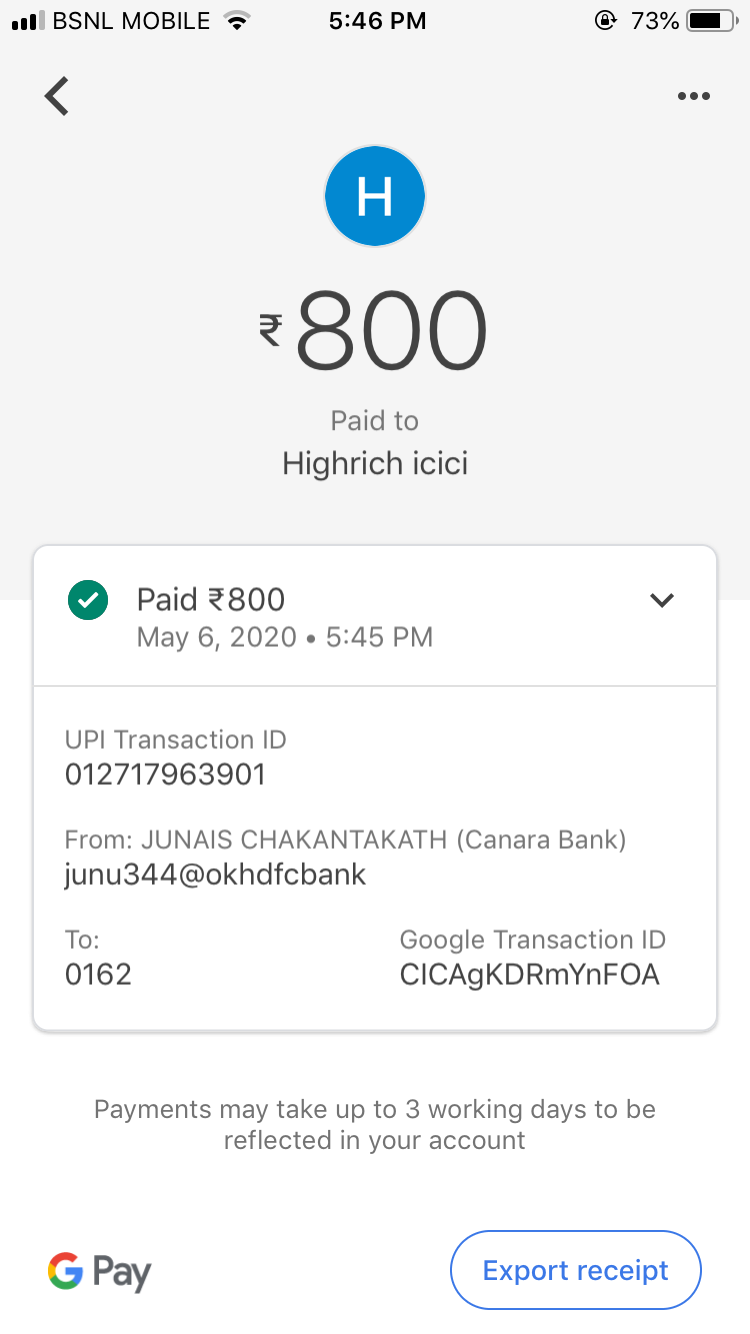 BSNL MOBILE 5:46 PM 73%
H
₹800
Paid to
Highrich icici
Paid ₹800
May 6, 2020 • 5:45 PM
UPI Transaction ID
012717963901
From: JUNAIS CHAKANTAKATH (Canara Bank)
junu344@okhdfcbank
To: Google Transaction ID
0162 CICAgKDRmYnFOA
Payments may take up to 3 working days to be
reflected in your account
G Pay Export receipt